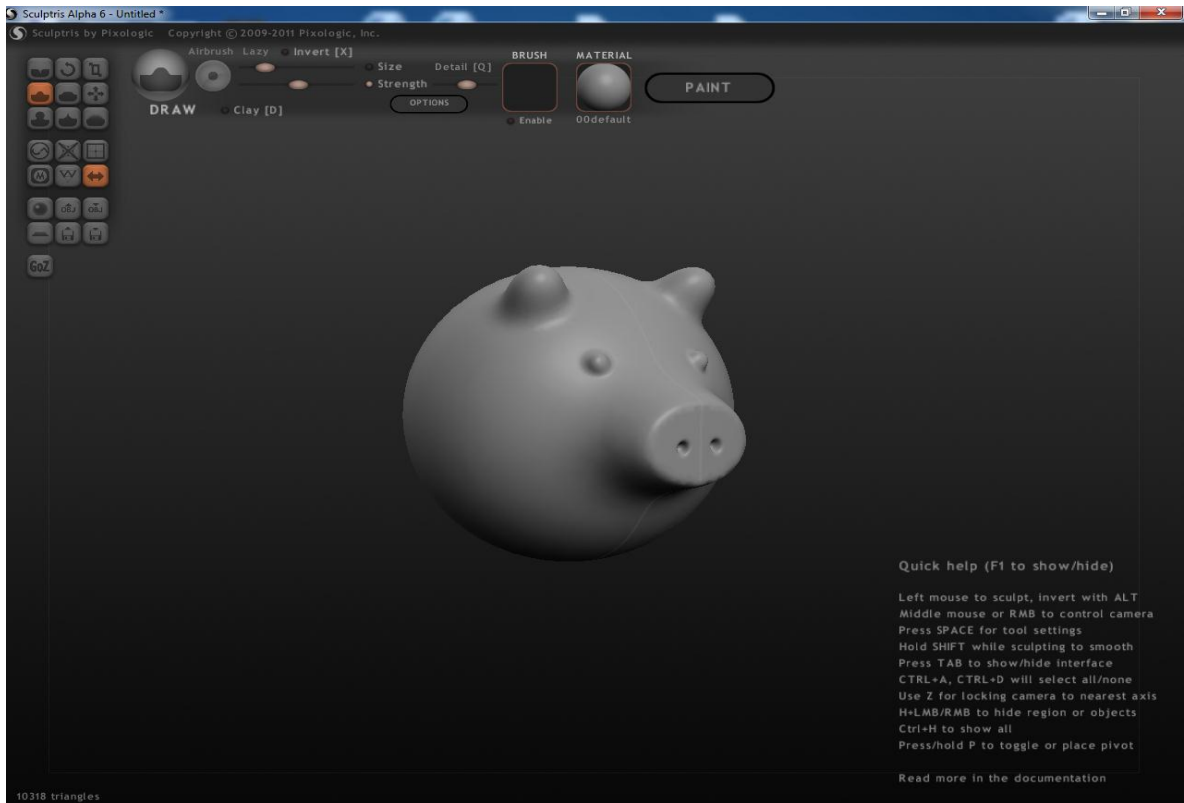 Sculptris Alpha 6 - Untitled *
Sculptris by Pixologic Copyright © 2009-2011 Pixologic, Inc.
Airbrush Lazy Invert [X]
BRUSH MATERIAL
Size Detail [Q]
Strength
PAINT
OPTIONS
DRAW Clay [D]
Enable 00default
OBJ OBJ
GoZ
Quick help (F1 to show/hide)
Left mouse to sculpt, invert with ALT
Middle mouse or RMB to control camera
Press SPACE for tool settings
Hold SHIFT while sculpting to smooth
Press TAB to show/hide interface
CTRL+A, CTRL+D will select all/none
Use Z for locking camera to nearest axis
H+LMB/RMB to hide region or objects
Ctrl+H to show all
Press/hold P to toggle or place pivot
Read more in the documentation
10318 triangles